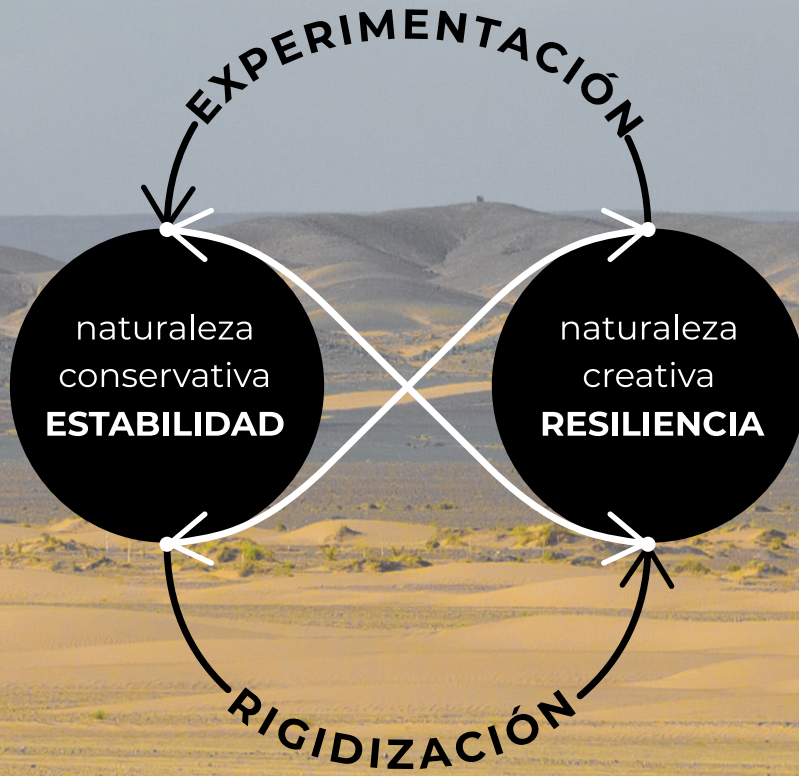 EXPERIMENTACIÓN
naturaleza
conservativa
ESTABILIDAD
naturaleza
creativa
RESILIENCIA
RIGIDIZACIÓN